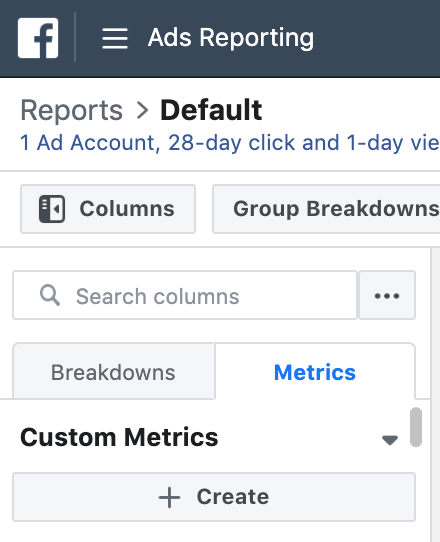 Ads Reporting
Reports > Default
1 Ad Account, 28-day click and 1-day vie
Columns
Group Breakdowns
Search columns
Breakdowns
Metrics
Custom Metrics
+ Create